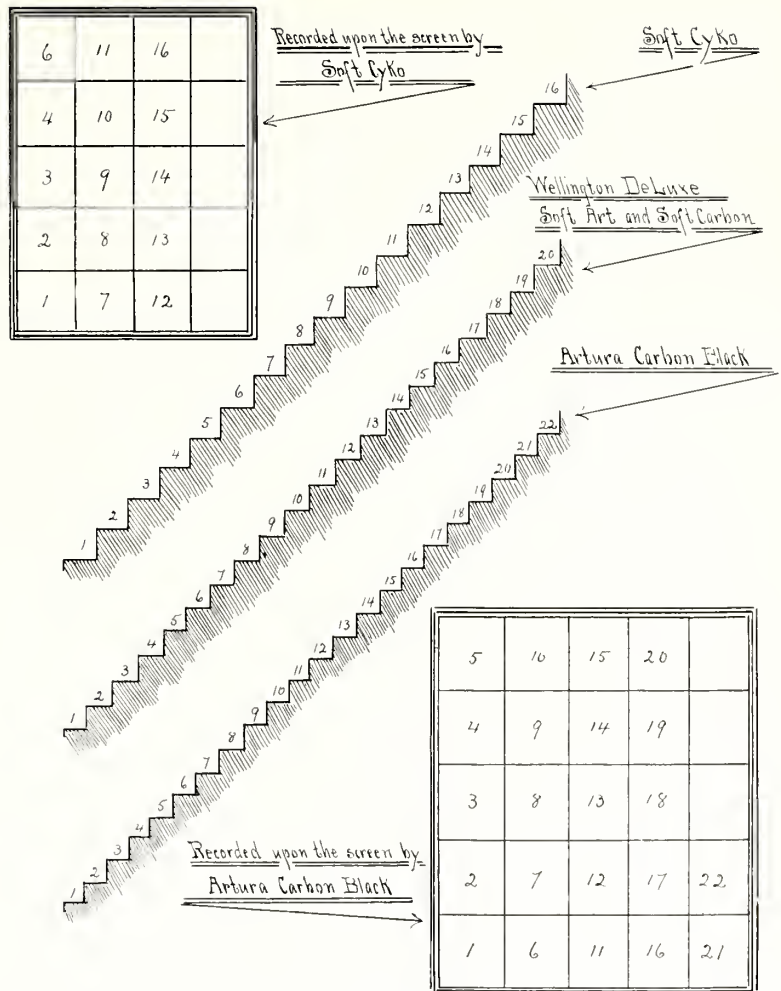 6 11 16
4 10 15
3 9 14
2 8 13
1 7 12
Recorded upon the screen by
Soft Cyko
Soft Cyko
1 2 3 4 5 6 7 8 9 10 11 12 13 14 15 16
Wellington DeLuxe
Soft Art and Soft Carbon
1 2 3 4 5 6 7 8 9 10 11 12 13 14 15 16 17 18 19 20
Artura Carbon Black
1 2 3 4 5 6 7 8 9 10 11 12 13 14 15 16 17 18 19 20 21 22
Recorded upon the screen by
Artura Carbon Black
5 10 15 20
4 9 14 19
3 8 13 18
2 7 12 17 22
1 6 11 16 21